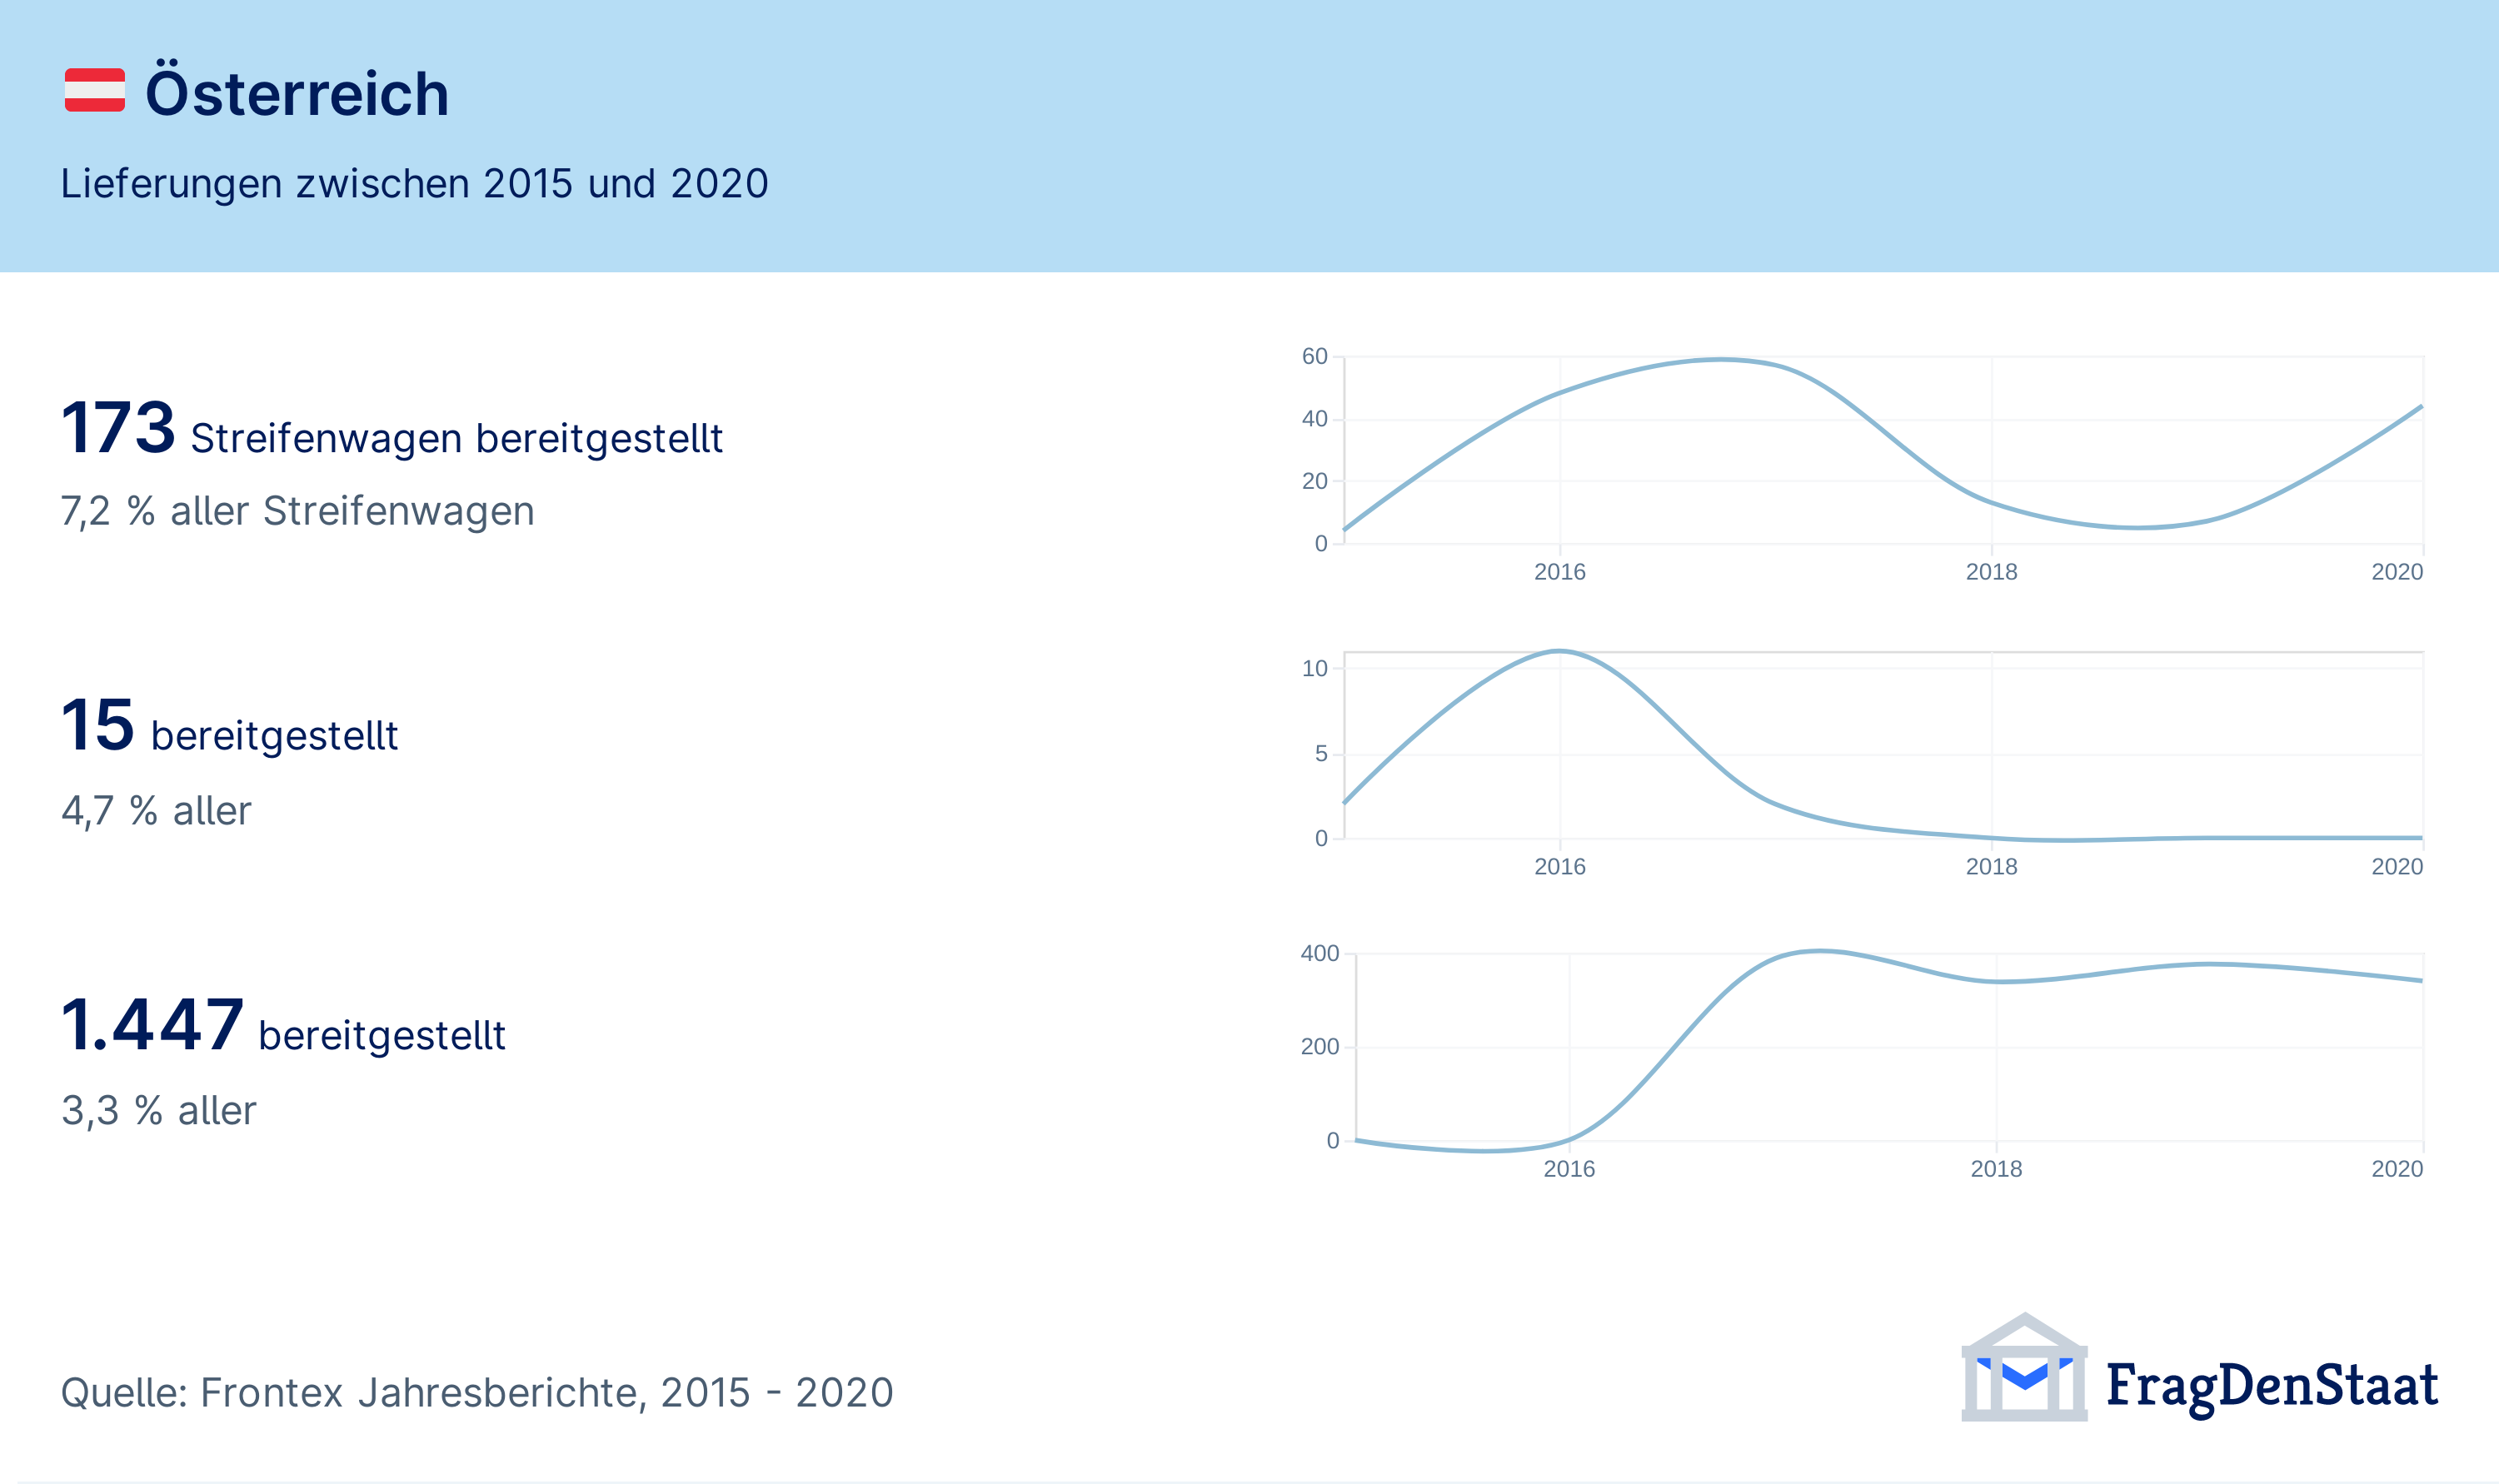 Österreich
Lieferungen zwischen 2015 und 2020
173 Streifenwagen bereitgestellt
7,2 % aller Streifenwagen
60
40
20
0
2016 2018 2020
15 bereitgestellt
4,7 % aller
10
5
0
2016 2018 2020
1.447 bereitgestellt
3,3 % aller
400
200
0
2016 2018 2020
Quelle: Frontex Jahresberichte, 2015 - 2020
FragDenStaat